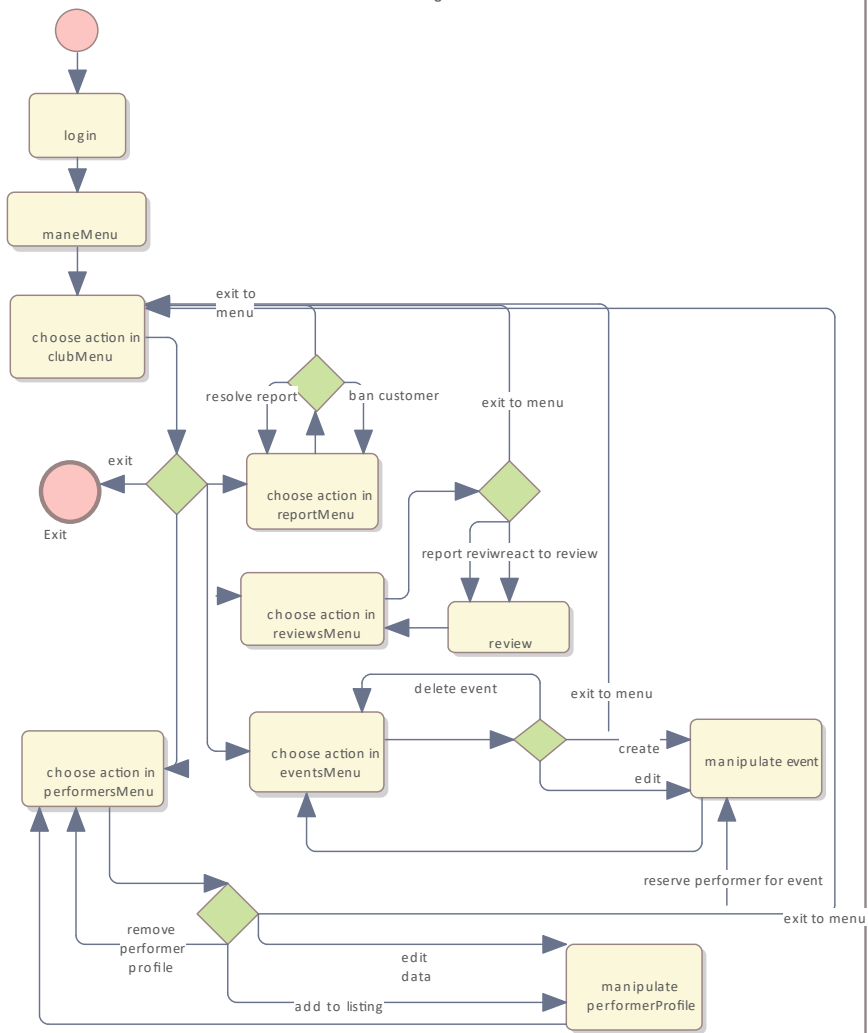 login
maneMenu
exit to
menu
choose action in
clubMenu
resolve report
ban customer
exit to menu
exit
Exit
choose action in
reportMenu
report reviwreact to review
choose action in
reviewsMenu
review
delete event
exit to menu
choose action in
eventsMenu
create
manipulate event
edit
choose action in
performersMenu
reserve performer for event
exit to menu
remove
performer
profile
edit
data
add to listing
manipulate
performerProfile